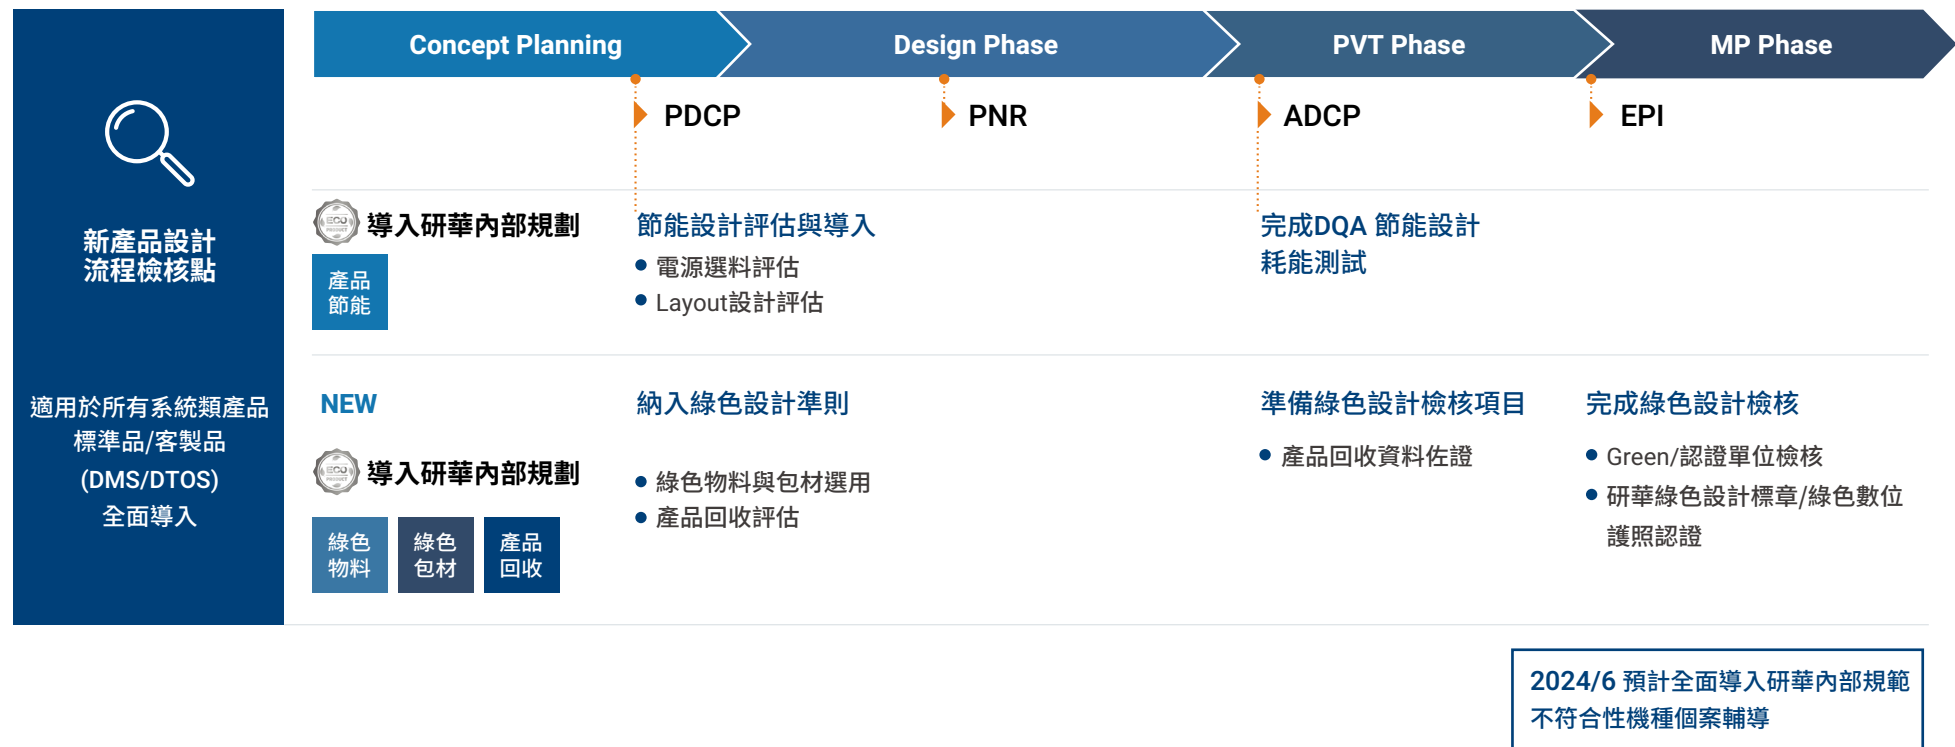 Concept Planning
Design Phase
PVT Phase
MP Phase
PDCP
PNR
ADCP
EPI
新產品設計
流程檢核點
適用於所有系統類產品
標準品/客製品
(DMS/DTOS)
全面導入
ECO
PRODUCT
導入研華內部規劃
產品
節能
節能設計評估與導入
電源選料評估
Layout設計評估
完成DQA 節能設計
耗能測試
NEW
ECO
PRODUCT
導入研華內部規劃
綠色
物料
綠色
包材
產品
回收
納入綠色設計準則
綠色物料與包材選用
產品回收評估
準備綠色設計檢核項目
產品回收資料佐證
完成綠色設計檢核
Green/認證單位檢核
研華綠色設計標章/綠色數位
護照認證
2024/6 預計全面導入研華內部規範
不符合性機種個案輔導